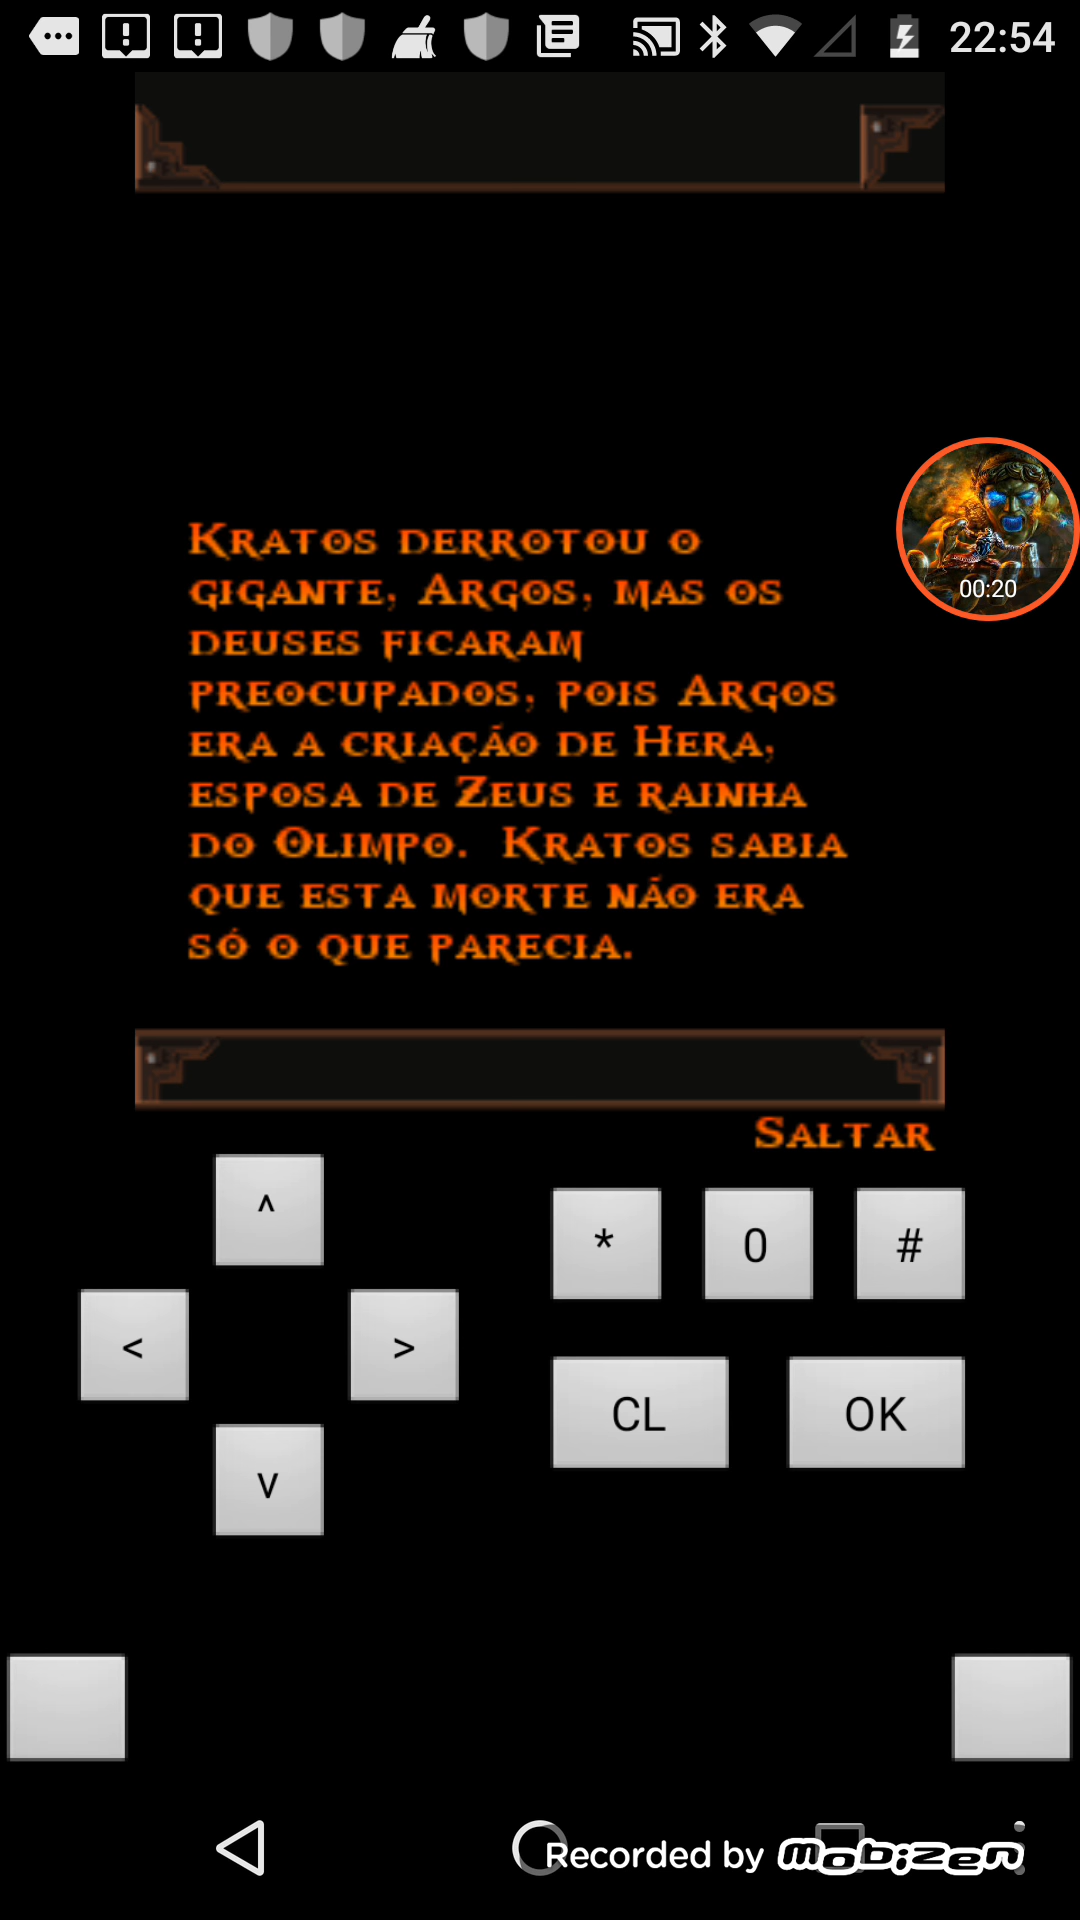 22:54
Kratos derrotou o
gigante, Argos, mas os
00:20
deuses ficaram
preocupados, pois Argos
era a criação de Hera,
esposa de Zeus e rainha
do Olimpo. Kratos sabia
que esta morte não era
só o que parecia.
Saltar
^
* 0 #
< >
CL OK
v
Recorded by mobizen